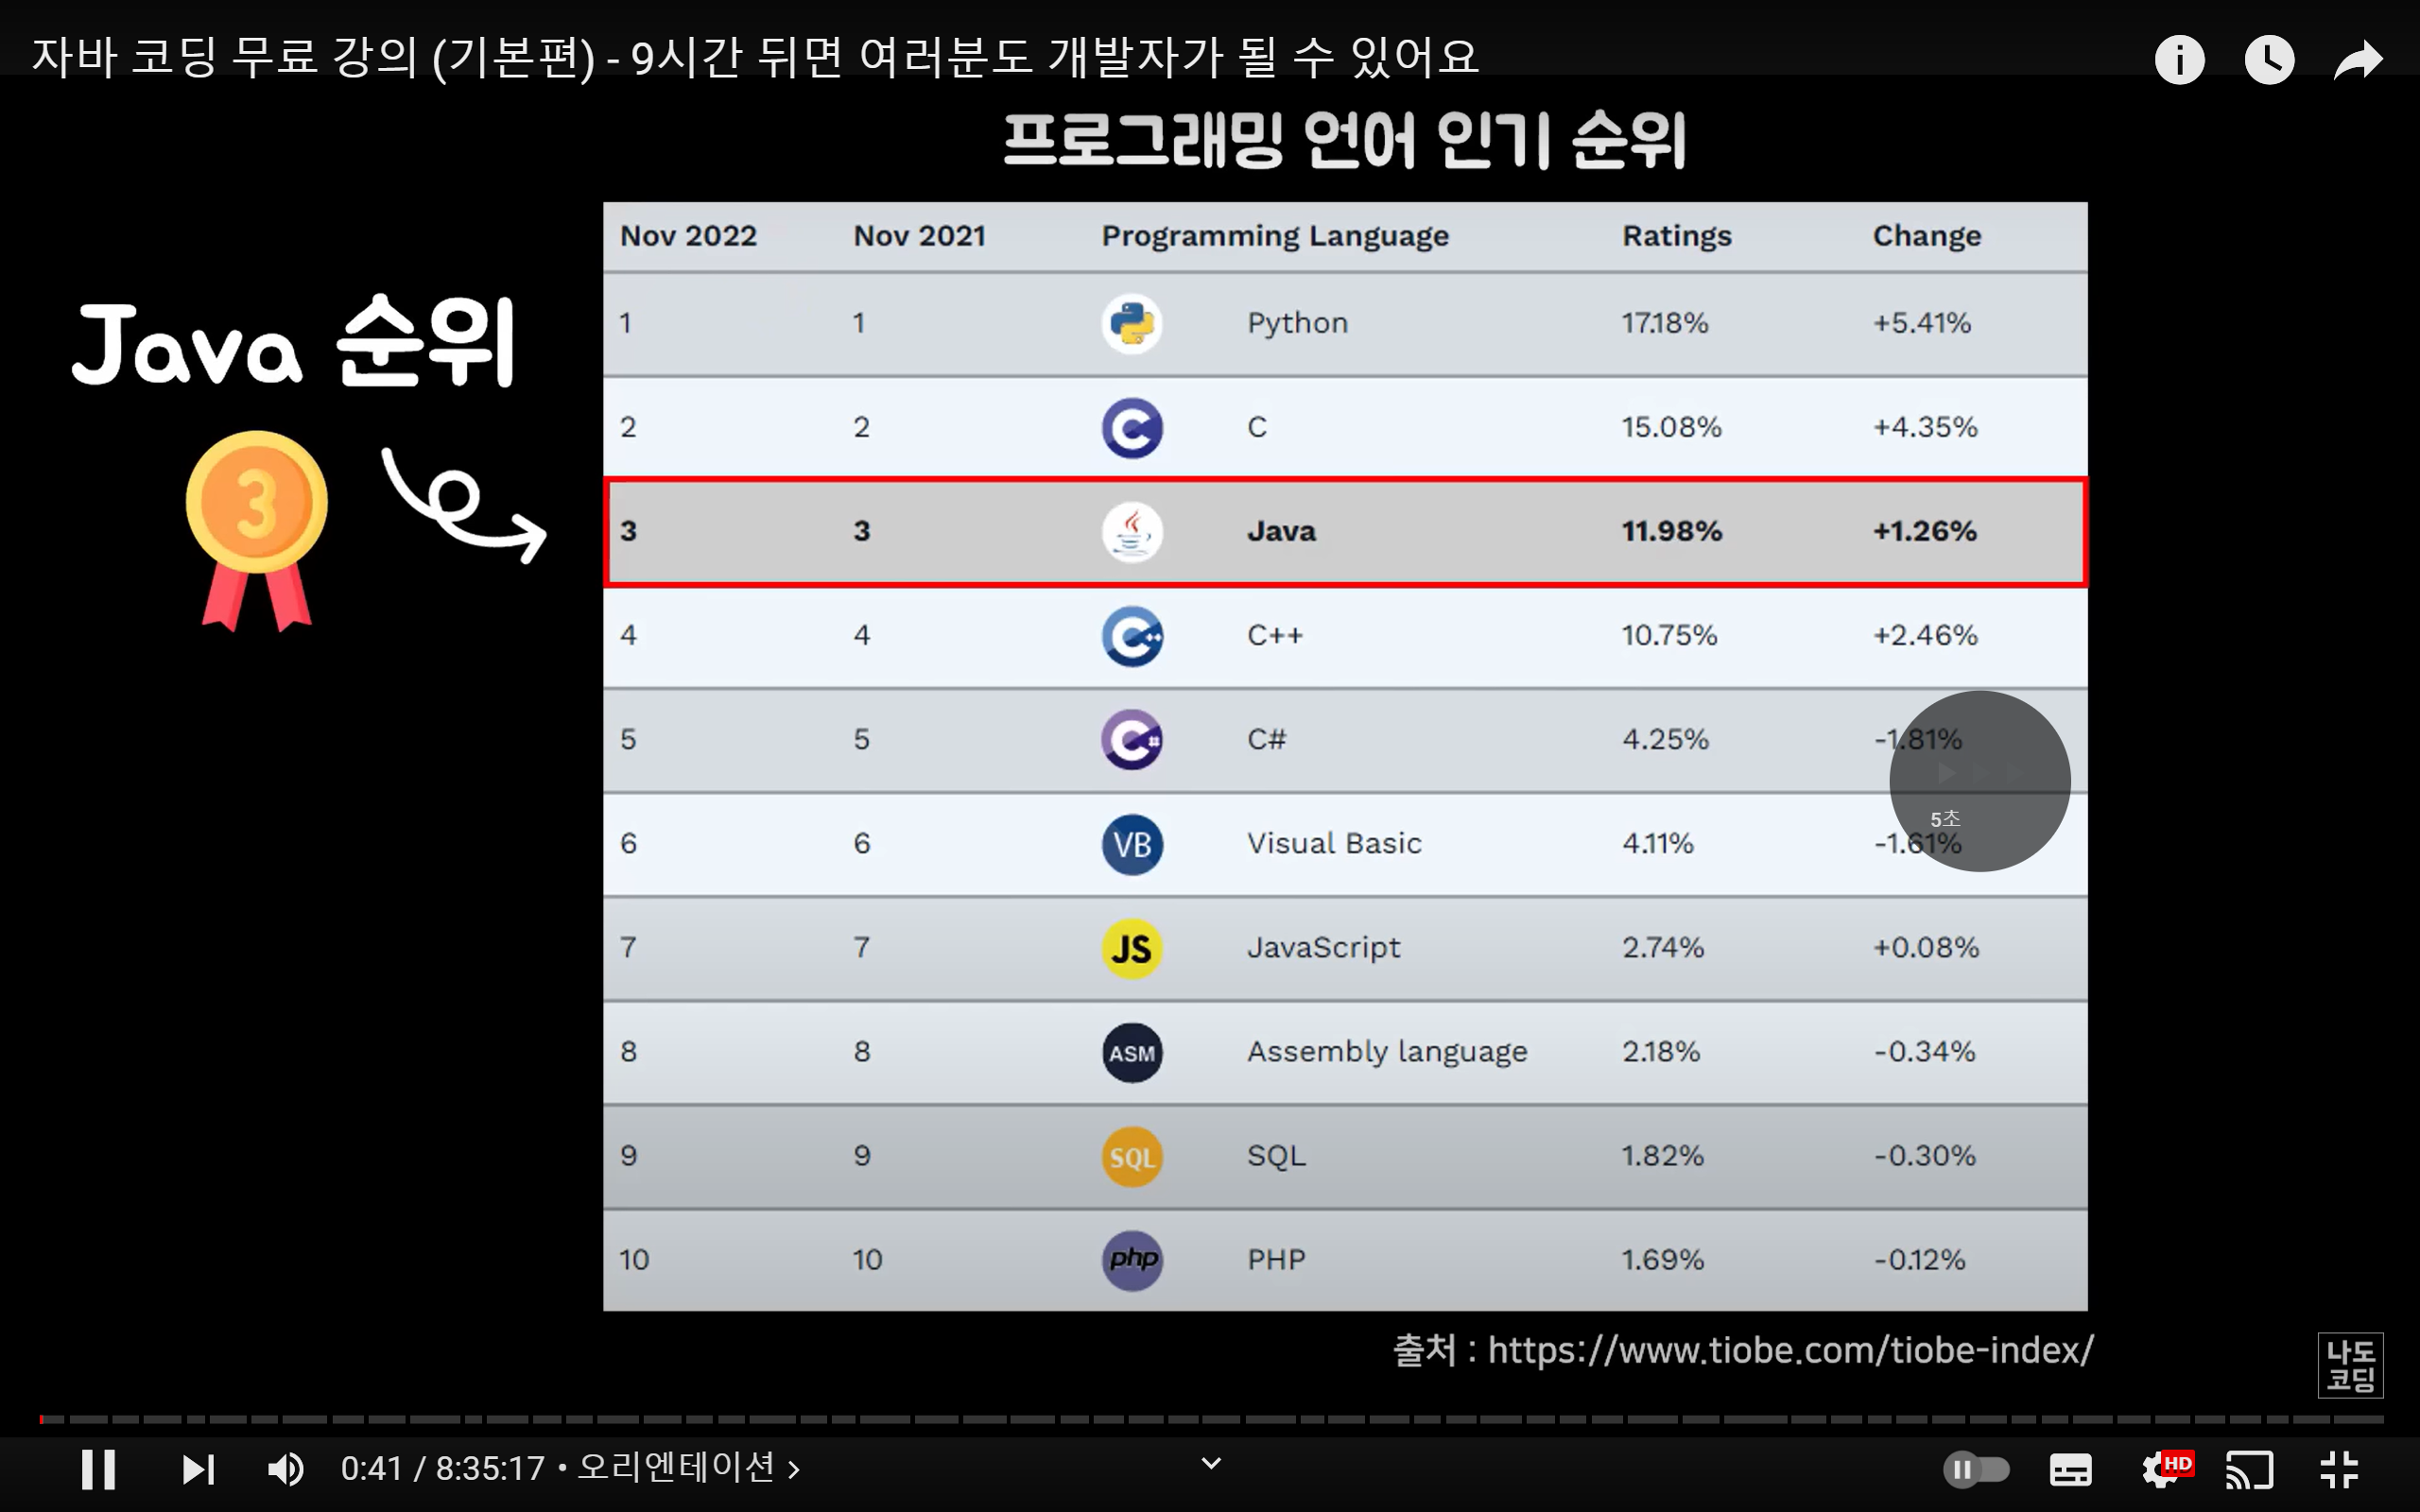 자바 코딩 무료 강의 (기본편) - 9시간 뒤면 여러분도 개발자가 될 수 있어요
프로그래밍 언어 인기 순위
Java 순위
3
Nov 2022 Nov 2021 Programming Language Ratings Change
1 1 Python 17.18% +5.41%
2 2 C C 15.08% +4.35%
3 3 Java 11.98% +1.26%
4 4 C++ C++ 10.75% +2.46%
5 5 C# C# 4.25% -1.81%
5초
6 6 VB Visual Basic 4.11% -1.61%
7 7 JS JavaScript 2.74% +0.08%
8 8 ASM Assembly language 2.18% -0.34%
9 9 SQL SQL 1.82% -0.30%
10 10 php PHP 1.69% -0.12%
출처 : https://www.tiobe.com/tiobe-index/
나도
코딩
0:41 / 8:35:17 • 오리엔테이션 >
HD